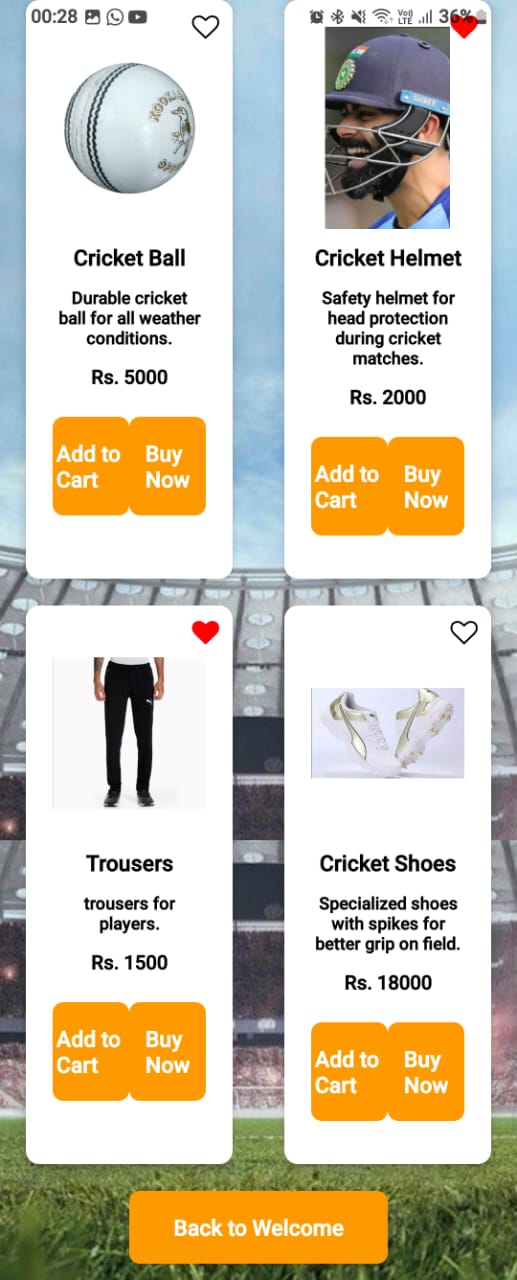 00:28
Vo))
LTE
36%
SHREY
Cricket Ball
Durable cricket
ball for all weather
conditions.
Rs. 5000
Add to
Cart
Buy
Now
Cricket Helmet
Safety helmet for
head protection
during cricket
matches.
Rs. 2000
Add to
Cart
Buy
Now
Trousers
trousers for
players.
Rs. 1500
Add to
Cart
Buy
Now
Cricket Shoes
Specialized shoes
with spikes for
better grip on field.
Rs. 18000
Add to
Cart
Buy
Now
Back to Welcome